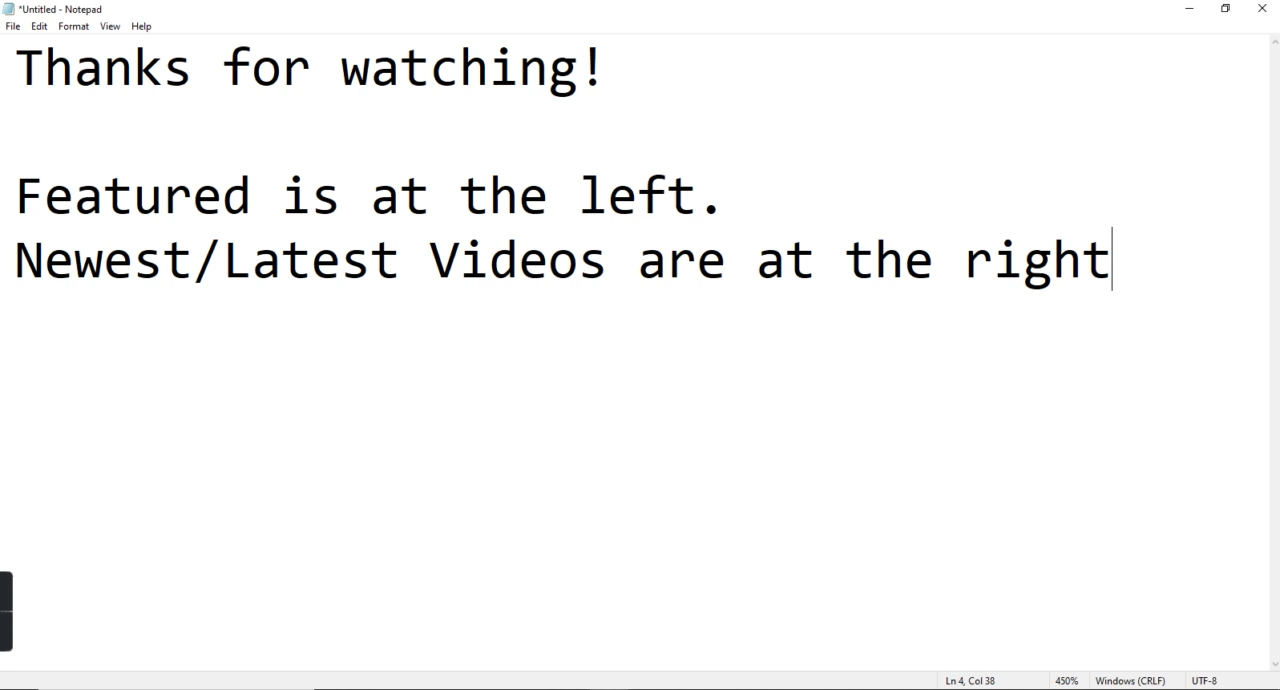 *Untitled - Notepad
File Edit Format View Help
Thanks for watching!
Featured is at the left.
Newest/Latest Videos are at the right
Ln 4, Col 38 450% Windows (CRLF) UTF-8